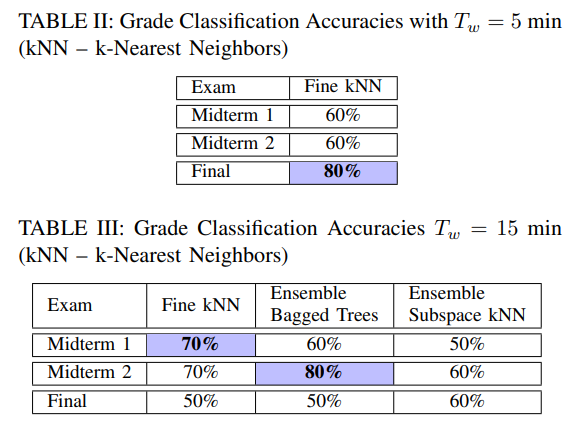 TABLE II: Grade Classification Accuracies with T_w = 5 min
(kNN – k-Nearest Neighbors)
Exam Fine kNN
Midterm 1 60%
Midterm 2 60%
Final 80%
TABLE III: Grade Classification Accuracies T_w = 15 min
(kNN – k-Nearest Neighbors)
Exam Fine kNN Ensemble Bagged Trees Ensemble Subspace kNN
Midterm 1 70% 60% 50%
Midterm 2 70% 80% 60%
Final 50% 50% 60%